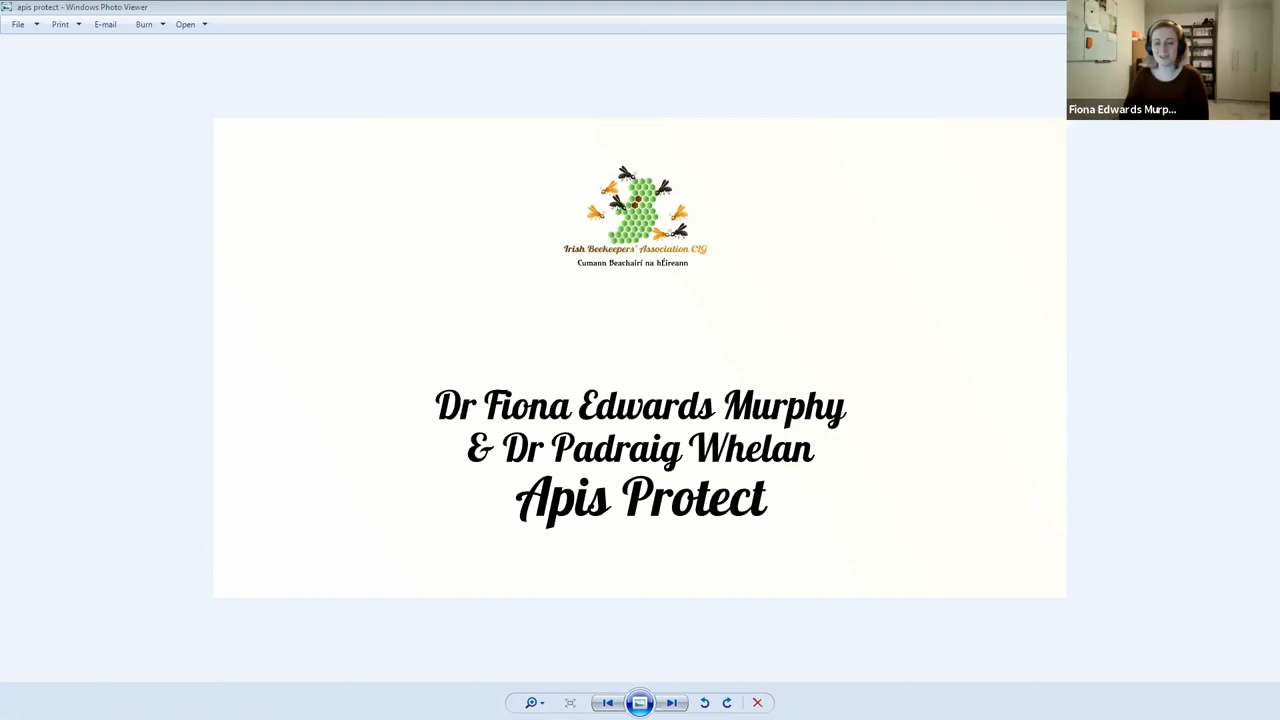 apis protect - Windows Photo Viewer
File Print E-mail Burn Open
Fiona Edwards Murp...
Irish Beekeepers' Association CLG
Cumann Beachairí na hÉireann
Dr Fiona Edwards Murphy
& Dr Padraig Whelan
Apis Protect